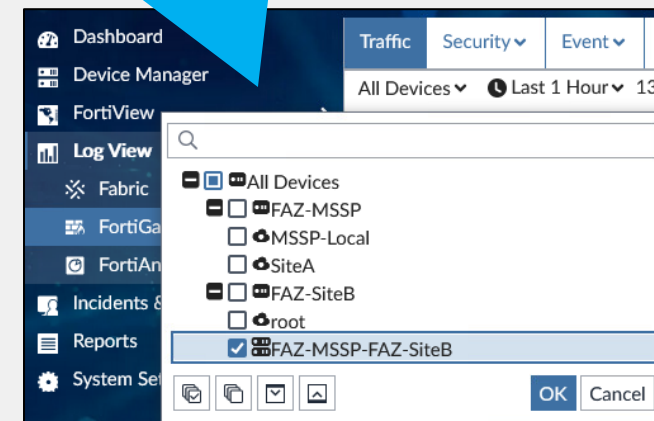 Dashboard
Device Manager
FortiView
Log View
Fabric
FortiGa
FortiAn
Incidents &
Reports
System Set
Traffic Security Event
All Devices Last 1 Hour 13
All Devices
FAZ-MSSP
MSSP-Local
SiteA
FAZ-SiteB
root
FAZ-MSSP-FAZ-SiteB
OK Cancel